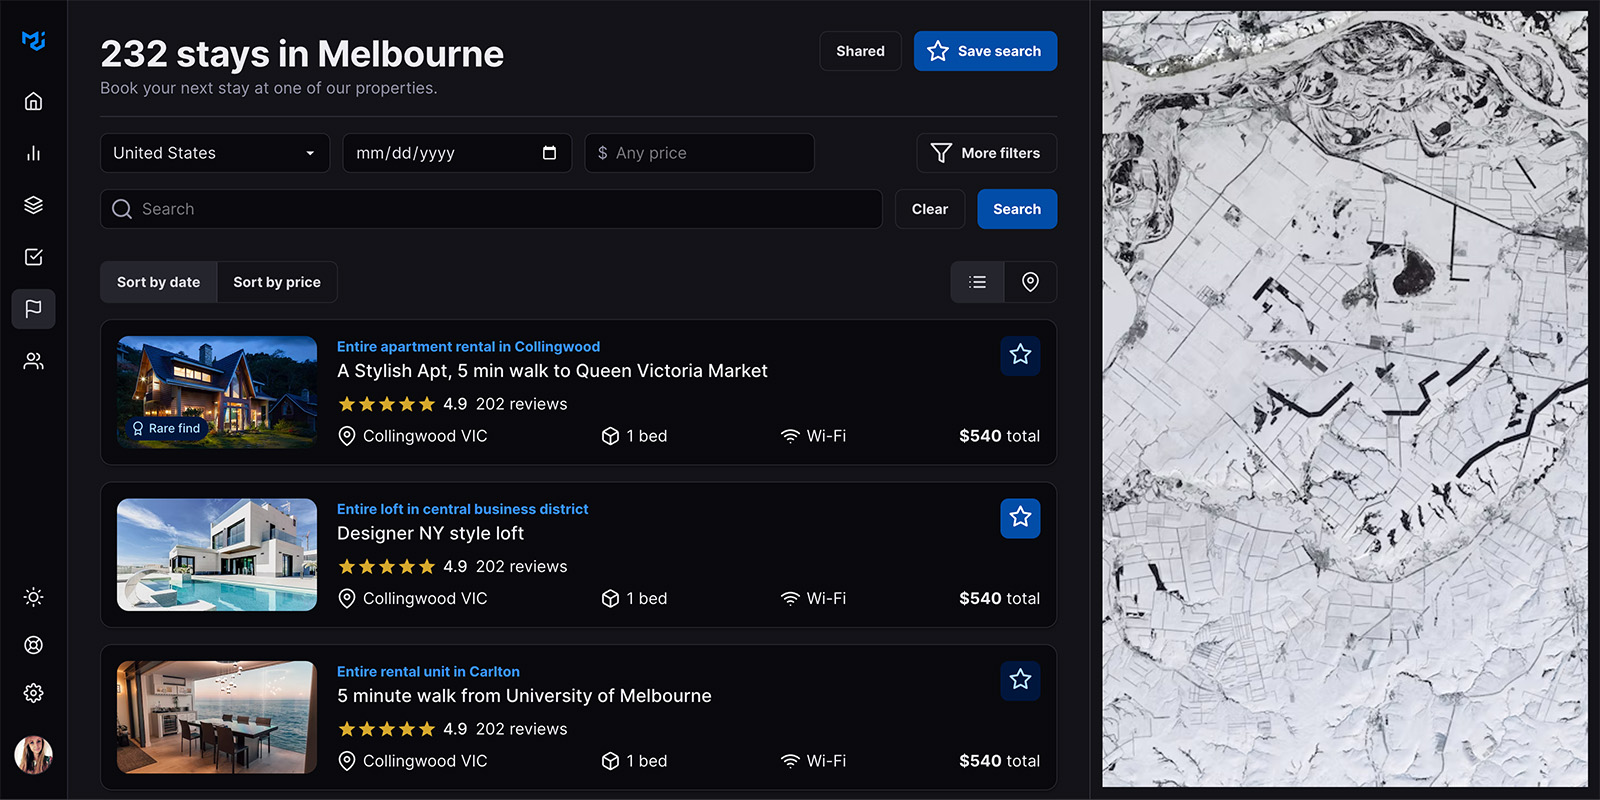 232 stays in Melbourne
Shared
Save search
Book your next stay at one of our properties.
United States
mm/dd/yyyy
$ Any price
More filters
Search
Clear
Search
Sort by date
Sort by price
Entire apartment rental in Collingwood
A Stylish Apt, 5 min walk to Queen Victoria Market
4.9 202 reviews
Rare find
Collingwood VIC
1 bed
Wi-Fi
$540 total
Entire loft in central business district
Designer NY style loft
4.9 202 reviews
Collingwood VIC
1 bed
Wi-Fi
$540 total
Entire rental unit in Carlton
5 minute walk from University of Melbourne
4.9 202 reviews
Collingwood VIC
1 bed
Wi-Fi
$540 total